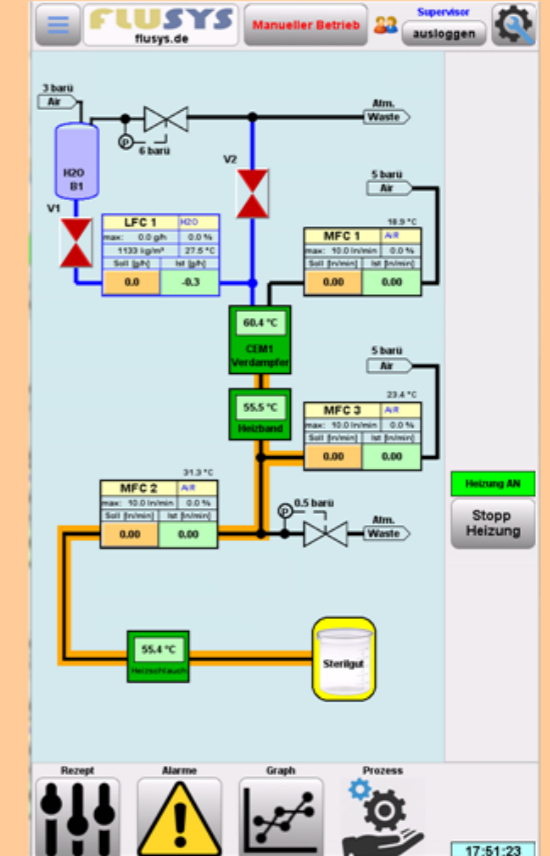 FLUSYS
flusys.de
Manueller Betrieb
Supervisor
ausloggen
3 barü
Air
6 barü
P
Atm.
Waste
H2O
B1
V2
V1
5 barü
Air
LFC 1 H2O
max: 0.0 g/h 0.0 %
1133 kg/m³ 27.5 °C
Soll [g/h] Ist [g/h]
0.0 -0.3
18.9 °C
MFC 1 AIR
max: 10.0 ln/min 0.0 %
Soll [ln/min] Ist [ln/min]
0.00 0.00
60.4 °C
CEM1
Verdampfer
5 barü
Air
55.5 °C
Heizband
23.4 °C
MFC 3 AIR
max: 10.0 ln/min 0.0 %
Soll [ln/min] Ist [ln/min]
0.00 0.00
31.3 °C
MFC 2 AIR
max: 10.0 ln/min 0.0 %
Soll [ln/min] Ist [ln/min]
0.00 0.00
Heizung AN
Stopp
Heizung
0.5 barü
P
Atm.
Waste
55.4 °C
Heizschlauch
Sterilgut
Rezept
Alarme
Graph
Prozess
17:51:23